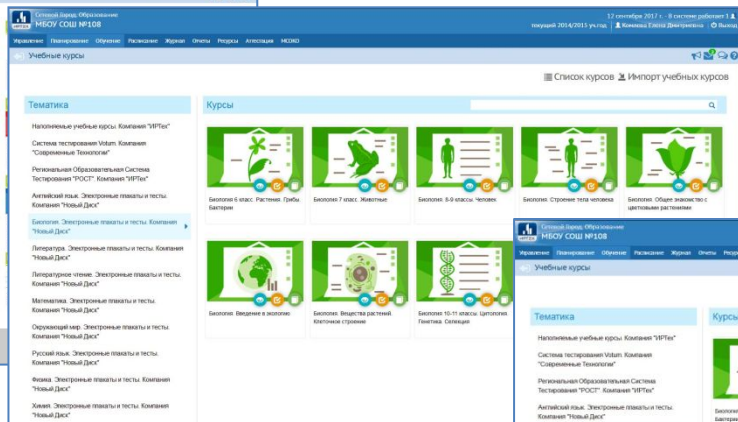 Сетевой Город. Образование
МБОУ СОШ №108
12 сентября 2017 г. - В системе работает 1
текущий 2014/2015 уч.год
Выход
Управление Планирование Обучение Расписание Журнал Отчеты Ресурсы Аттестация МСОКО
Учебные курсы
Список курсов Импорт учебных курсов
Тематика
Курсы
Наполняемые учебные курсы. Компания "ИРТех"
Система тестирования Votum. Компания
"Современные Технологии"
Региональная Образовательная Система
Тестирования "РОСТ". Компания "ИРТех"
Английский язык. Электронные плакаты и тесты.
Компания "Новый Диск"
Биология. Электронные плакаты и тесты. Компания
"Новый Диск"
Литература. Электронные плакаты и тесты. Компания
"Новый Диск"
Литературное чтение. Электронные плакаты и тесты.
Компания "Новый Диск"
Математика. Электронные плакаты и тесты.
Компания "Новый Диск"
Окружающий мир. Электронные плакаты и тесты.
Компания "Новый Диск"
Русский язык. Электронные плакаты и тесты.
Компания "Новый Диск"
Физика. Электронные плакаты и тесты. Компания
"Новый Диск"
Химия. Электронные плакаты и тесты. Компания
"Новый Диск"
Биология 6 класс. Растения. Грибы.
Бактерии
Биология 7 класс. Животные
Биология. 8-9 классы. Человек
Биология. Строение тела человека
Биология. Общее знакомство с
цветковыми растениями
Биология. Введение в экологию
Биология. Вещества растений.
Клеточное строение
Биология 10-11 классы. Цитология.
Генетика. Селекция
Сетевой Город. Образование
МБОУ СОШ №108
Управление Планирование Обучение Расписание Журнал Отчеты
Учебные курсы
Тематика
Курсы
Наполняемые учебные курсы. Компания "ИРТех"
Система тестирования Votum. Компания
"Современные Технологии"
Региональная Образовательная Система
Тестирования "РОСТ". Компания "ИРТех"
Английский язык. Электронные плакаты и тесты.
Компания "Новый Диск"